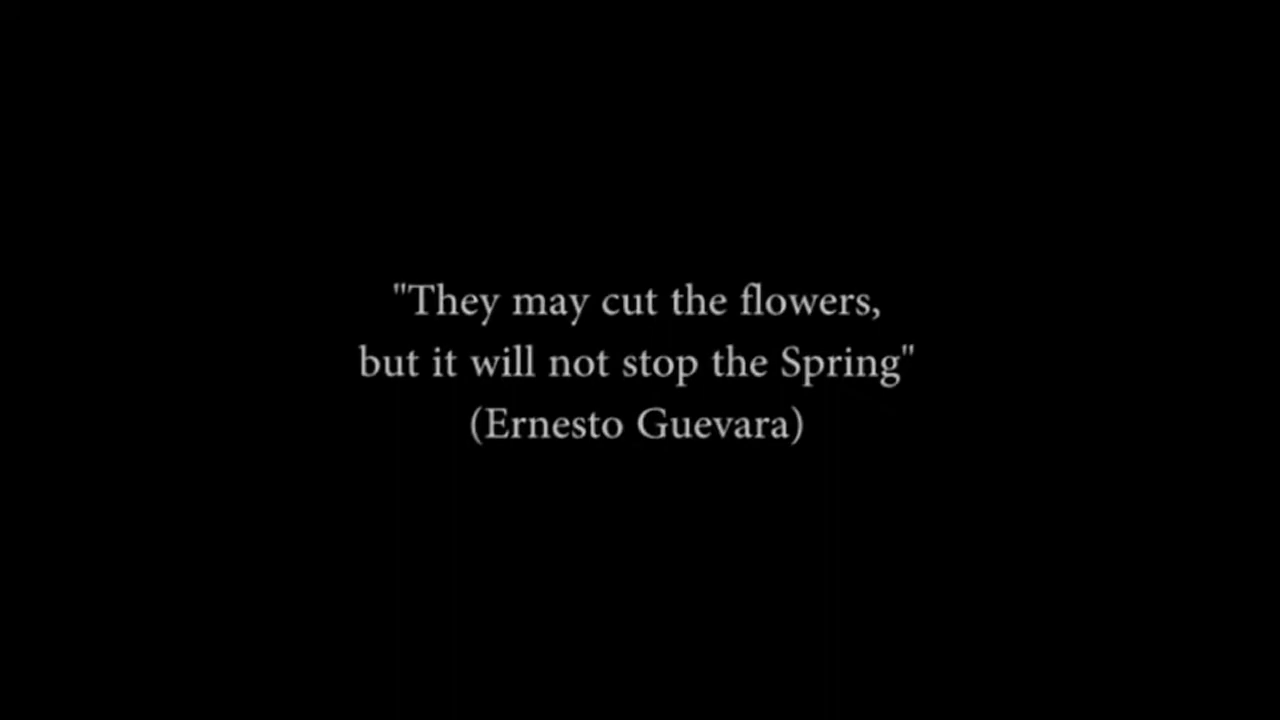 "They may cut the flowers,
but it will not stop the Spring"
(Ernesto Guevara)